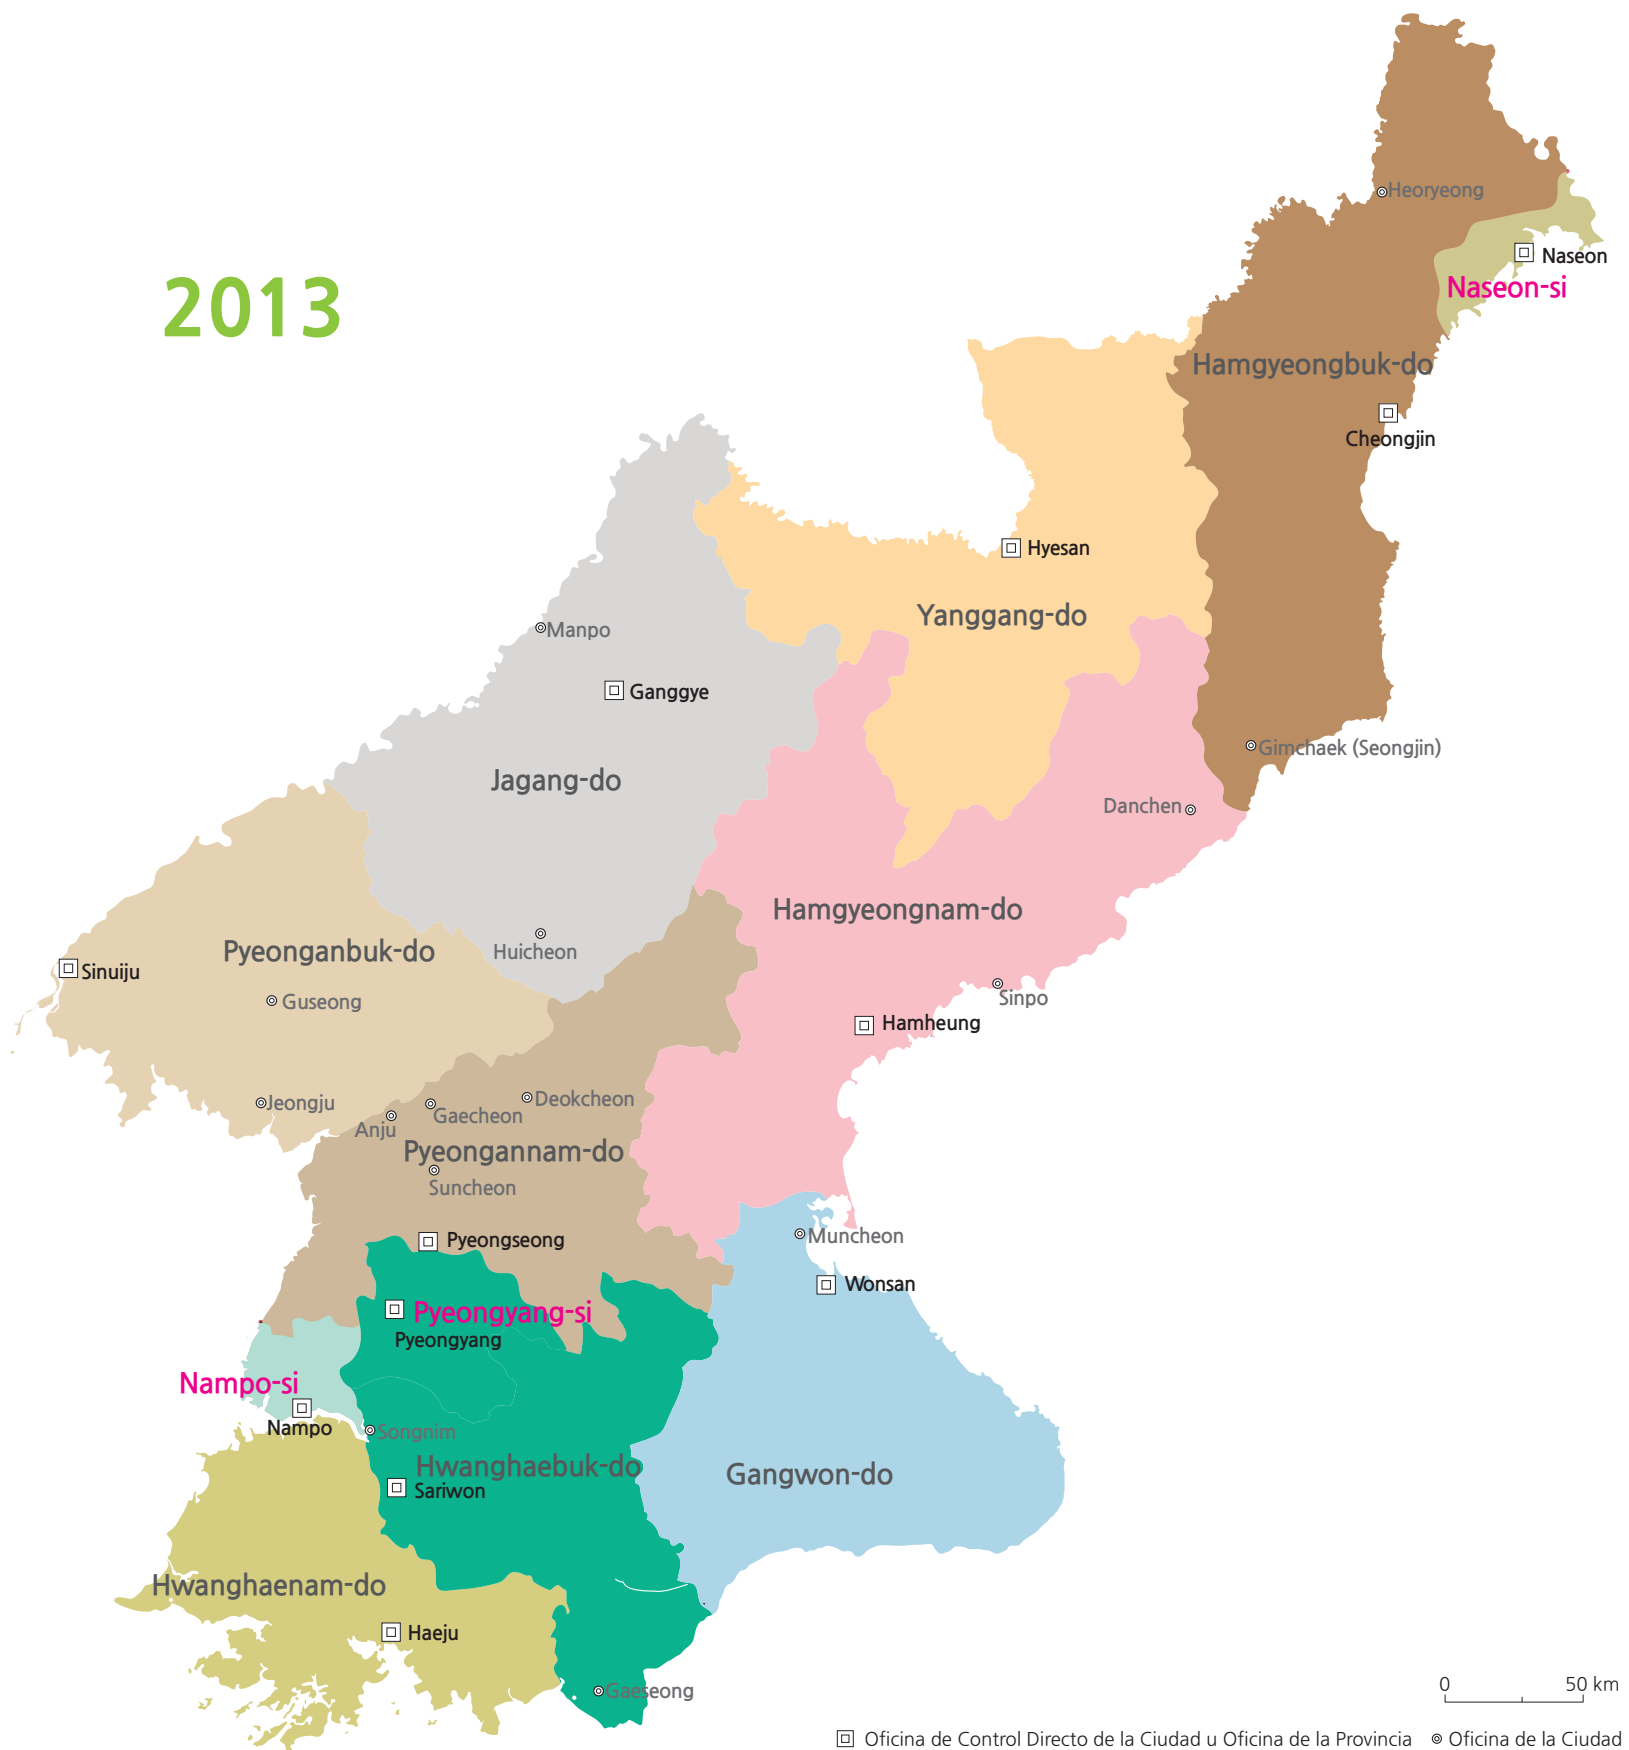 2013
Heoryeong
Naseon
Naseon-si
Hamgyeongbuk-do
Cheongjin
Hyesan
Yanggang-do
Manpo
Ganggye
Gimchaek (Seongjin)
Jagang-do
Danchen
Hamgyeongnam-do
Huicheon
Pyeonganbuk-do
Sinuiju
Guseong
Sinpo
Hamheung
Jeongju
Deokcheon
Gaecheon
Anju
Pyeongannam-do
Suncheon
Muncheon
Pyeongseong
Wonsan
Pyeongyang-si
Pyeongyang
Nampo-si
Nampo
Songnim
Hwanghaebuk-do
Gangwon-do
Sariwon
Hwanghaenam-do
Haeju
Gaeseong
0 50 km
Oficina de Control Directo de la Ciudad u Oficina de la Provincia Oficina de la Ciudad